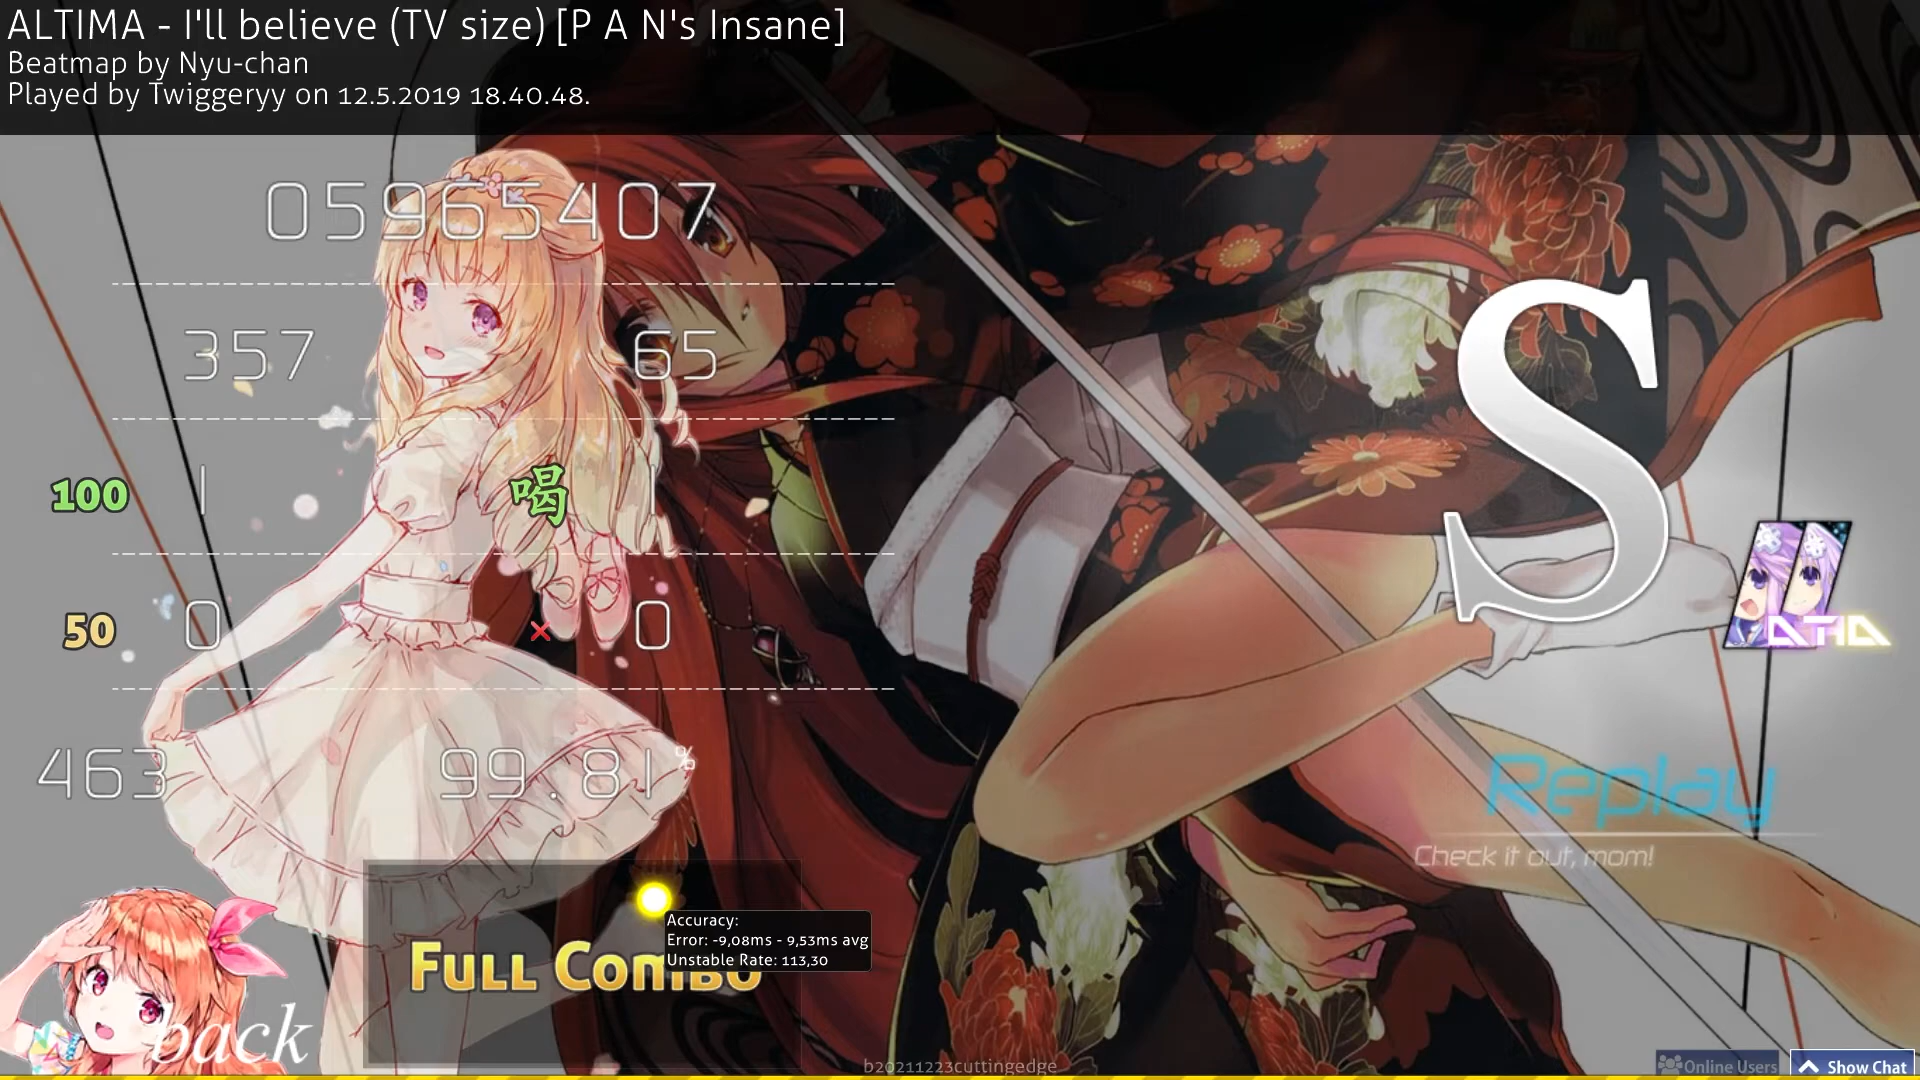 ALTIMA - I'll believe (TV size) [P A N's Insane]
Beatmap by Nyu-chan
Played by Twiggeryy on 12.5.2019 18.40.48.
05965407
357 65
100 1 喝 1
50 0 0
463 99.81%
S
Replay
Check it out, mom!
Accuracy:
Error: -9,08ms - 9,53ms avg
Unstable Rate: 113,30
Full Combo
back
b20211223cuttingedge
Online Users
Show Chat